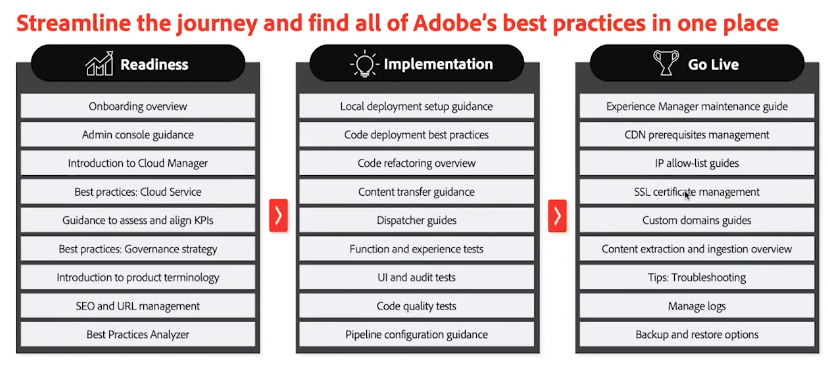 Streamline the journey and find all of Adobe's best practices in one place
Readiness
Onboarding overview
Admin console guidance
Introduction to Cloud Manager
Best practices: Cloud Service
Guidance to assess and align KPIs
Best practices: Governance strategy
Introduction to product terminology
SEO and URL management
Best Practices Analyzer
Implementation
Local deployment setup guidance
Code deployment best practices
Code refactoring overview
Content transfer guidance
Dispatcher guides
Function and experience tests
UI and audit tests
Code quality tests
Pipeline configuration guidance
Go Live
Experience Manager maintenance guide
CDN prerequisites management
IP allow-list guides
SSL certificate management
Custom domains guides
Content extraction and ingestion overview
Tips: Troubleshooting
Manage logs
Backup and restore options